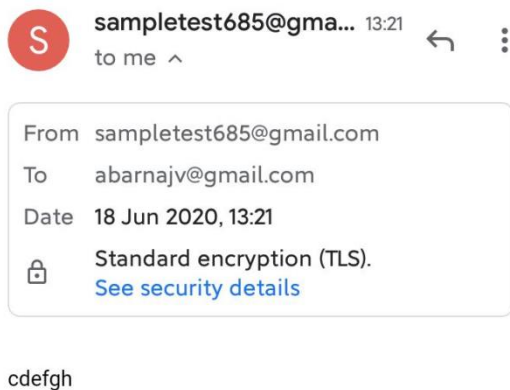 S
sampletest685@gma... 13:21
to me
From sampletest685@gmail.com
To abarnajv@gmail.com
Date 18 Jun 2020, 13:21
Standard encryption (TLS).
See security details
cdefgh